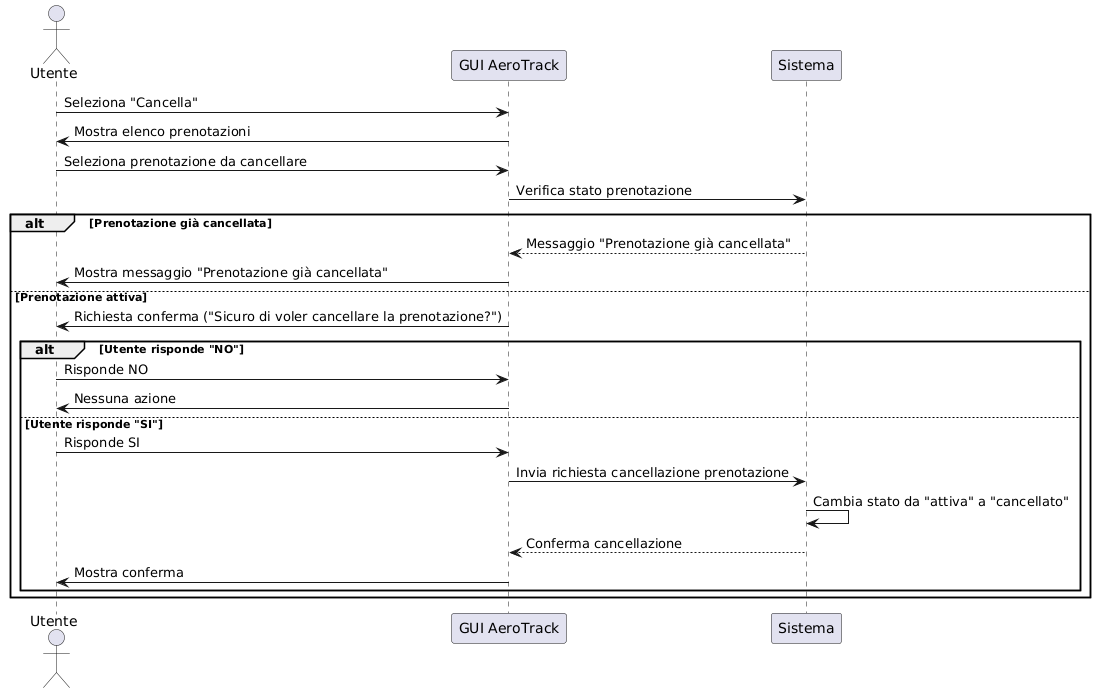 Utente
GUI AeroTrack
Sistema
Seleziona "Cancella"
Mostra elenco prenotazioni
Seleziona prenotazione da cancellare
Verifica stato prenotazione
alt
[Prenotazione già cancellata]
Messaggio "Prenotazione già cancellata"
Mostra messaggio "Prenotazione già cancellata"
[Prenotazione attiva]
Richiesta conferma ("Sicuro di voler cancellare la prenotazione?")
alt
[Utente risponde "NO"]
Risponde NO
Nessuna azione
[Utente risponde "SI"]
Risponde SI
Invia richiesta cancellazione prenotazione
Cambia stato da "attiva" a "cancellato"
Conferma cancellazione
Mostra conferma
Utente
GUI AeroTrack
Sistema